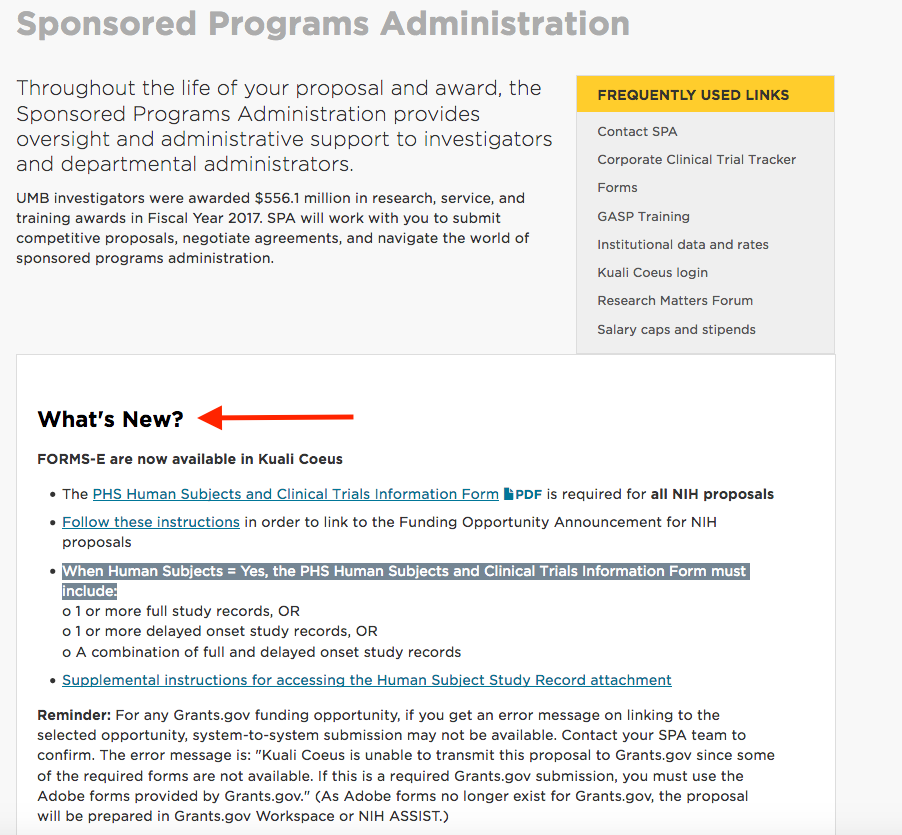 Sponsored Programs Administration
Throughout the life of your proposal and award, the
Sponsored Programs Administration provides
oversight and administrative support to investigators
and departmental administrators.
UMB investigators were awarded $556.1 million in research, service, and
training awards in Fiscal Year 2017. SPA will work with you to submit
competitive proposals, negotiate agreements, and navigate the world of
sponsored programs administration.
FREQUENTLY USED LINKS
Contact SPA
Corporate Clinical Trial Tracker
Forms
GASP Training
Institutional data and rates
Kuali Coeus login
Research Matters Forum
Salary caps and stipends
What's New?
FORMS-E are now available in Kuali Coeus
• The PHS Human Subjects and Clinical Trials Information Form PDF is required for all NIH proposals
• Follow these instructions in order to link to the Funding Opportunity Announcement for NIH
proposals
• When Human Subjects = Yes, the PHS Human Subjects and Clinical Trials Information Form must
include:
o 1 or more full study records, OR
o 1 or more delayed onset study records, OR
o A combination of full and delayed onset study records
• Supplemental instructions for accessing the Human Subject Study Record attachment
Reminder: For any Grants.gov funding opportunity, if you get an error message on linking to the
selected opportunity, system-to-system submission may not be available. Contact your SPA team to
confirm. The error message is: "Kuali Coeus is unable to transmit this proposal to Grants.gov since some
of the required forms are not available. If this is a required Grants.gov submission, you must use the
Adobe forms provided by Grants.gov." (As Adobe forms no longer exist for Grants.gov, the proposal
will be prepared in Grants.gov Workspace or NIH ASSIST.)